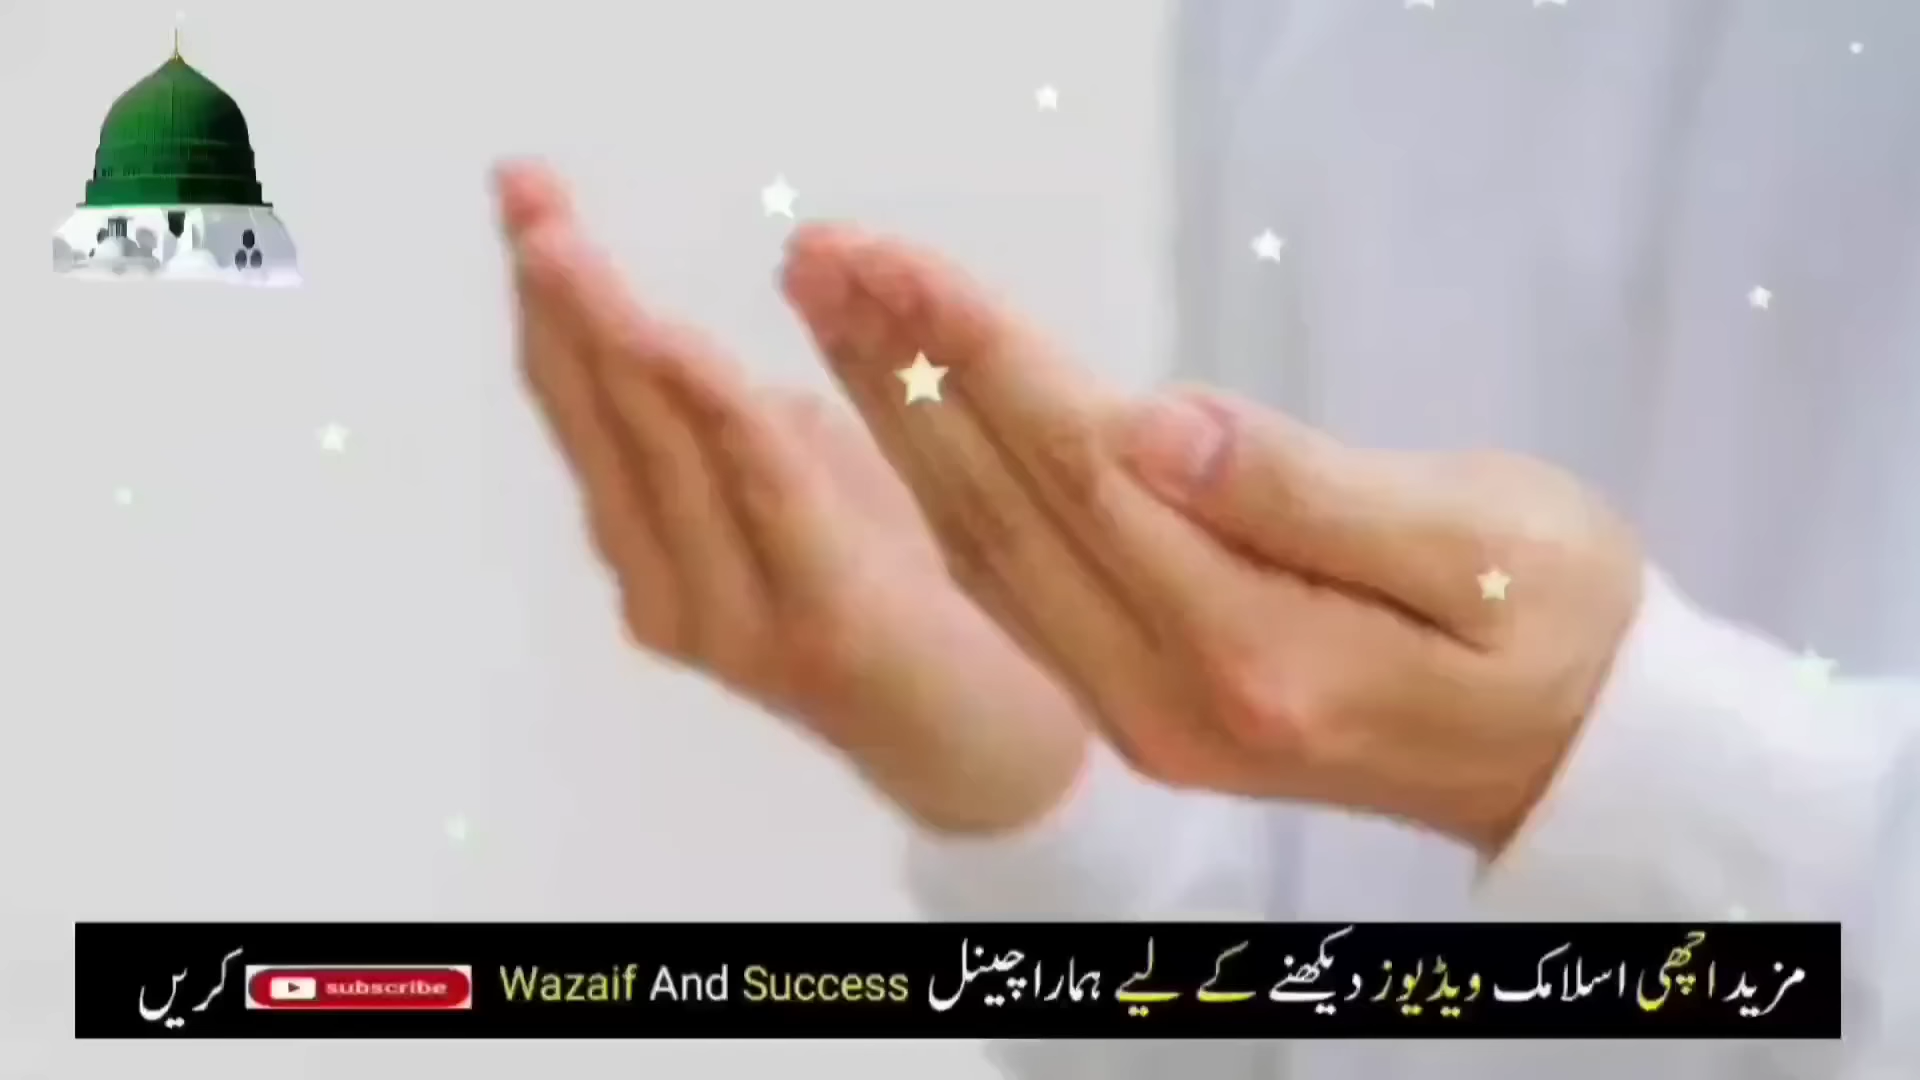 مزید اچھی اسلامک ویڈیوز دیکھنے کے لیے ہمارا چینل Wazaif And Success subscribe کریں